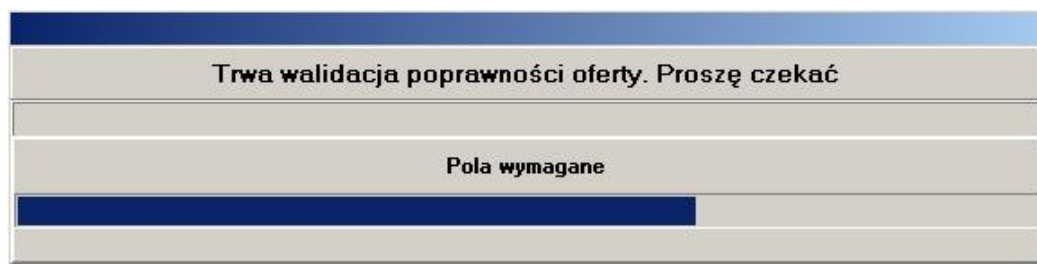 Trwa walidacja poprawności oferty. Proszę czekać
Pola wymagane